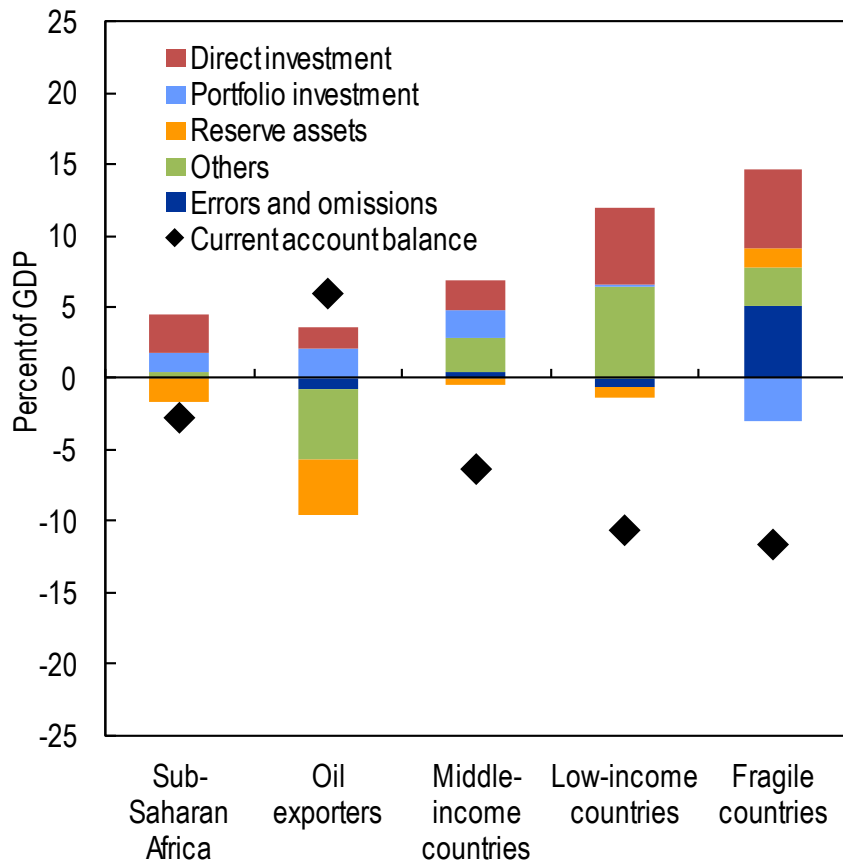 25
20
15
10
5
0
-5
-10
-15
-20
-25
Percent of GDP
Direct investment
Portfolio investment
Reserve assets
Others
Errors and omissions
Current account balance
Sub-
Saharan
Africa
Oil
exporters
Middle-
income
countries
Low-income
countries
Fragile
countries